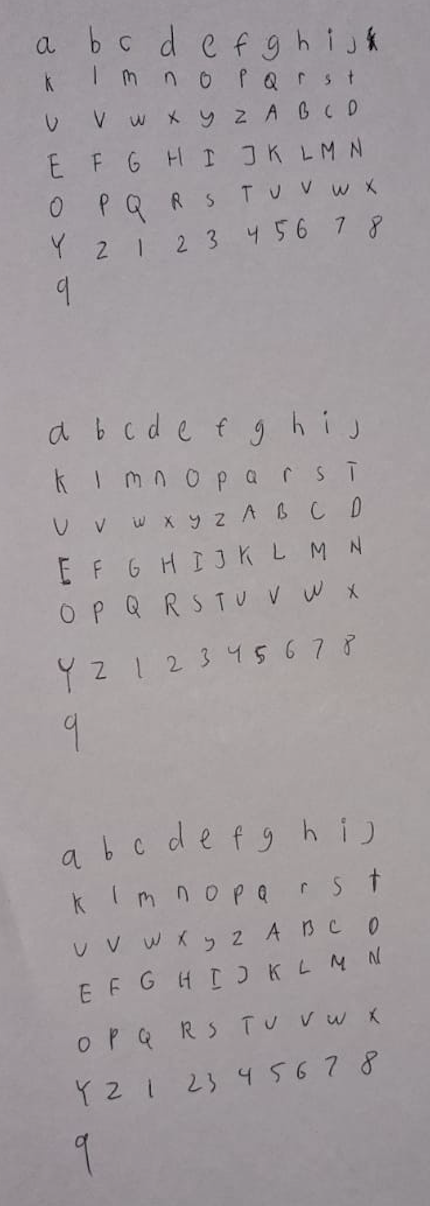 a b c d e f g h i j k
k l m n o p q r s t
u v w x y z A B C D
E F G H I J K L M N
O P Q R S T U V W X
Y Z 1 2 3 4 5 6 7 8
9
a b c d e f g h i j
k l m n o p q r s T
u v w x y z A B C D
E F G H I J K L M N
O P Q R S T U V W X
Y Z 1 2 3 4 5 6 7 8
9
a b c d e f g h i j
k l m n o p q r s t
u v w x y z A B C D
E F G H I J K L M N
O P Q R S T U V W X
Y Z 1 2 3 4 5 6 7 8
9